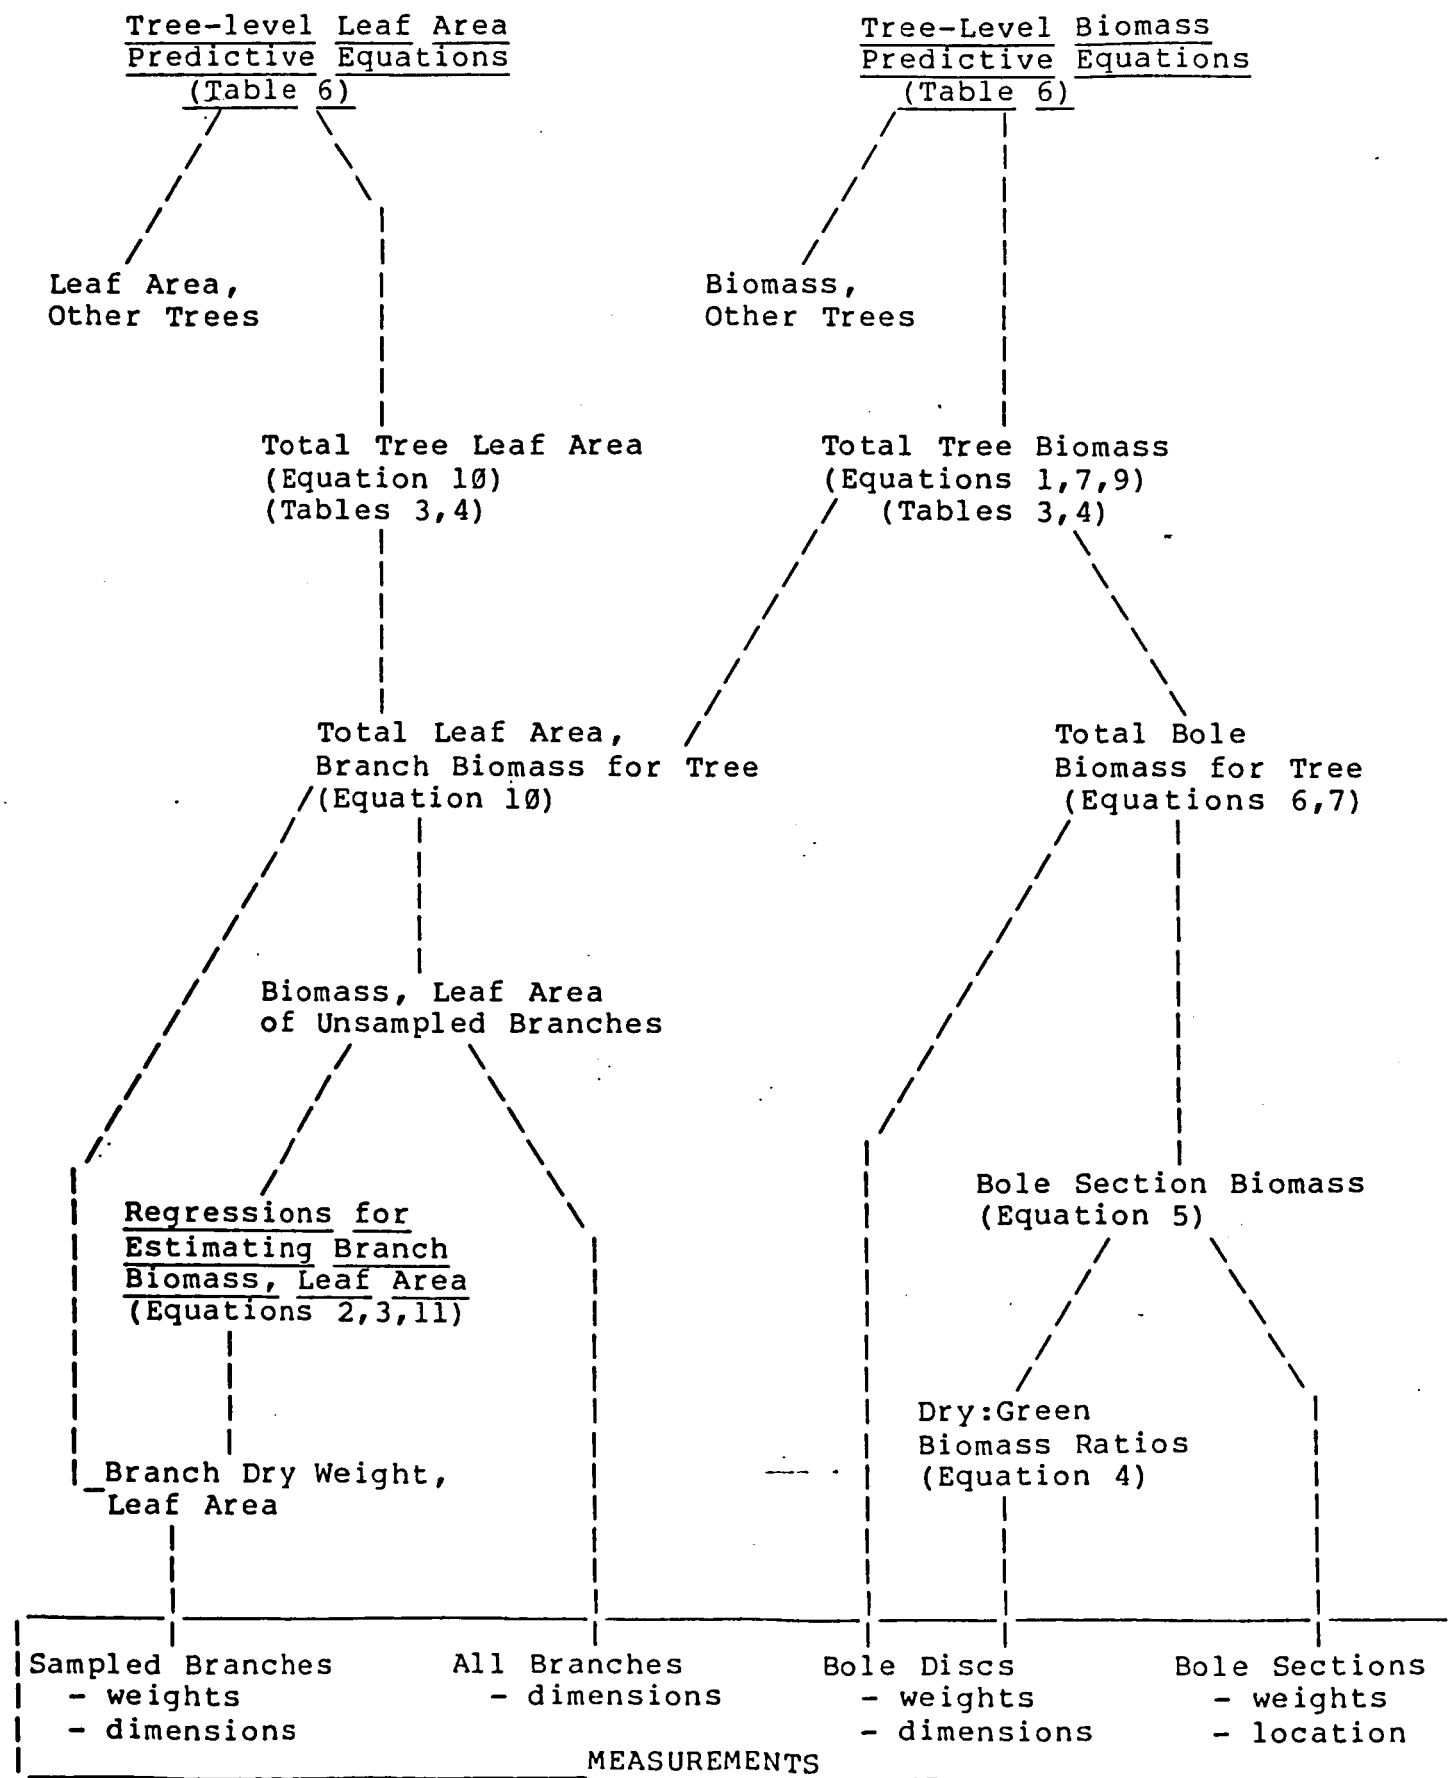 Tree-level Leaf Area
Predictive Equations
(Table 6)
Tree-Level Biomass
Predictive Equations
(Table 6)
Leaf Area,
Other Trees
Biomass,
Other Trees
Total Tree Leaf Area
(Equation 10)
(Tables 3,4)
Total Tree Biomass
(Equations 1,7,9)
(Tables 3,4)
Total Leaf Area,
Branch Biomass for Tree
(Equation 10)
Total Bole
Biomass for Tree
(Equations 6,7)
Biomass, Leaf Area
of Unsampled Branches
Bole Section Biomass
(Equation 5)
Regressions for
Estimating Branch
Biomass, Leaf Area
(Equations 2,3,11)
Dry:Green
Biomass Ratios
(Equation 4)
Branch Dry Weight,
Leaf Area
Sampled Branches
- weights
- dimensions
All Branches
- dimensions
Bole Discs
- weights
- dimensions
Bole Sections
- weights
- location
MEASUREMENTS